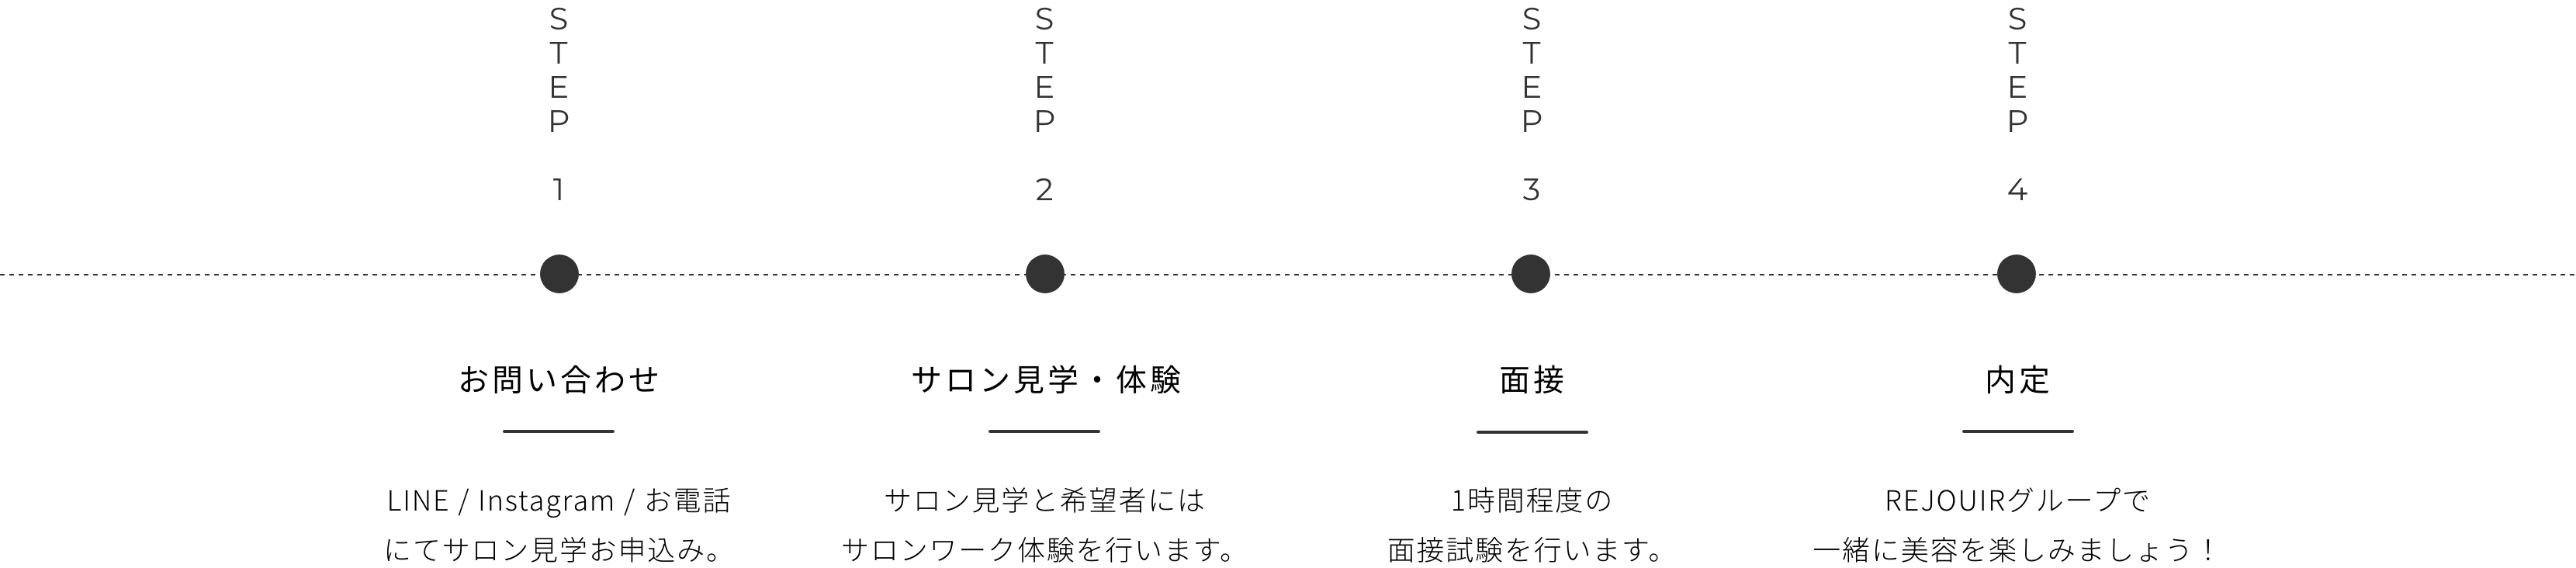 STEP 1
お問い合わせ
LINE / Instagram / お電話
にてサロン見学お申込み。
STEP 2
サロン見学・体験
サロン見学と希望者には
サロンワーク体験を行います。
STEP 3
面接
1時間程度の
面接試験を行います。
STEP 4
内定
REJOUIRグループで
一緒に美容を楽しみましょう！